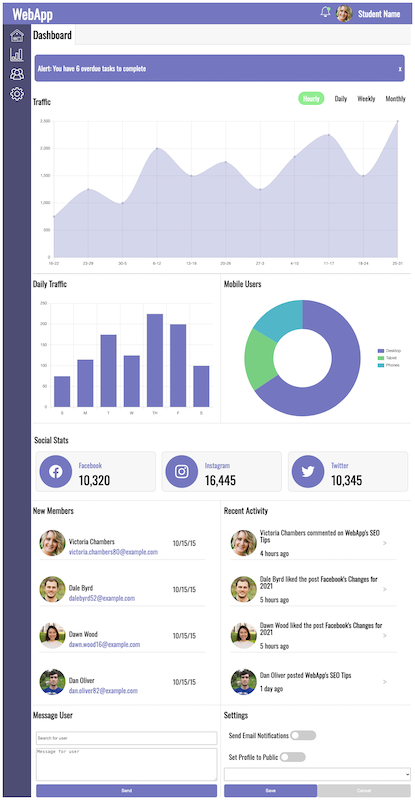 WebApp
Student Name
Dashboard
Alert: You have 6 overdue tasks to complete
x
Traffic
Hourly
Daily
Weekly
Monthly
2,500
2,000
1,500
1,000
500
0
16-22
23-29
30-5
6-12
13-19
20-26
27-3
4-10
11-17
18-24
25-31
Daily Traffic
250
200
150
100
50
0
S
M
T
W
TH
F
S
Mobile Users
Desktop
Tablet
Phones
Social Stats
Facebook
10,320
Instagram
16,445
Twitter
10,345
New Members
Victoria Chambers
victoria.chambers80@example.com
10/15/15
Dale Byrd
dalebyrd52@example.com
10/15/15
Dawn Wood
dawn.wood16@example.com
10/15/15
Dan Oliver
dan.oliver82@example.com
10/15/15
Recent Activity
Victoria Chambers commented on WebApp's SEO
Tips
4 hours ago
Dale Byrd liked the post Facebook's Changes for
2021
5 hours ago
Dawn Wood liked the post Facebook's Changes for
2021
5 hours ago
Dan Oliver posted WebApp's SEO Tips
1 day ago
Message User
Search for user
Message for user
Send
Settings
Send Email Notifications
Set Profile to Public
Save
Cancel